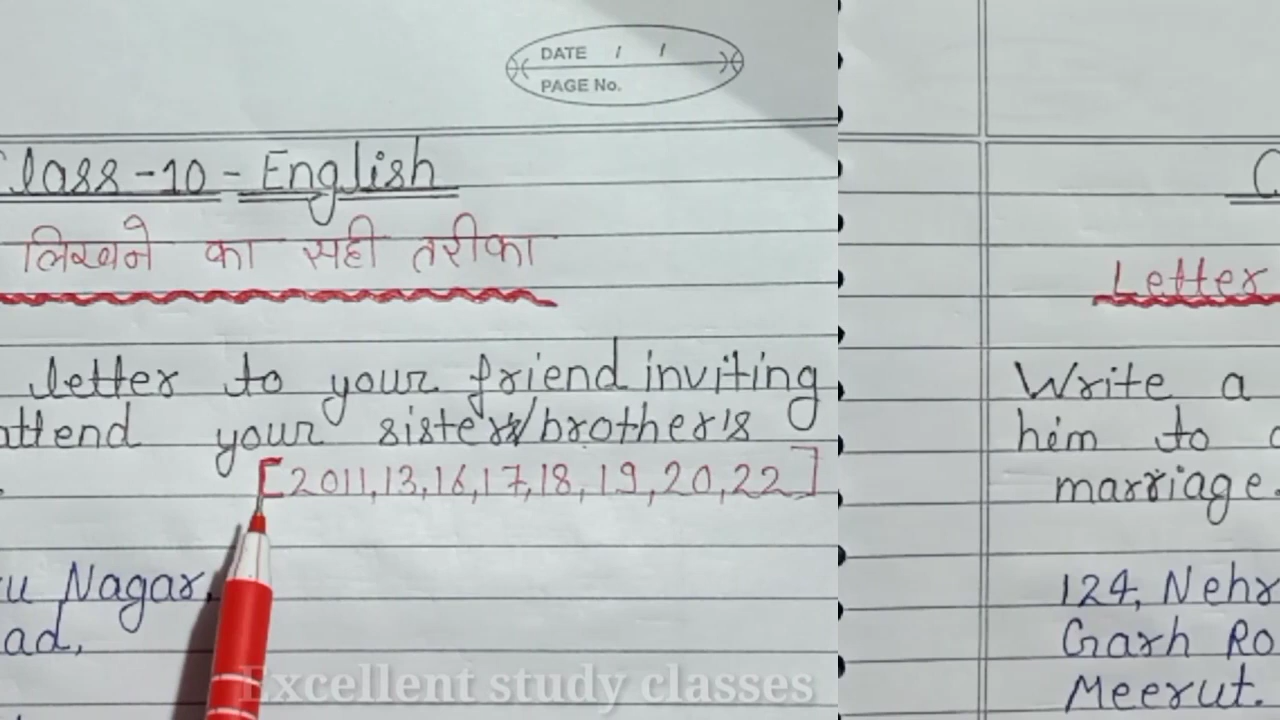 DATE / /
PAGE No.
Class-10-English
लिखने का सही तरीका
letter to your friend inviting
attend your sister's/brother's
[2011,13,16,17,18,19,20,22]
u Nagar,
ad,
Excellent study classes
C
Letter
Write a
him to a
marriage.
124, Nehr
Garh Ro
Meerut.